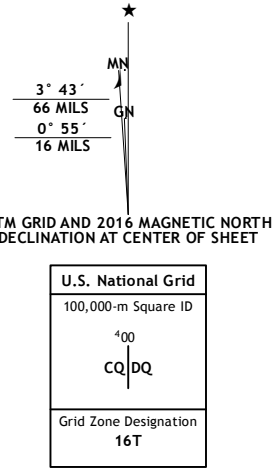 MN
3° 43´
66 MILS
GN
0° 55´
16 MILS
TM GRID AND 2016 MAGNETIC NORTH
DECLINATION AT CENTER OF SHEET
U.S. National Grid
100,000-m Square ID
⁴00
CQ DQ
Grid Zone Designation
16T